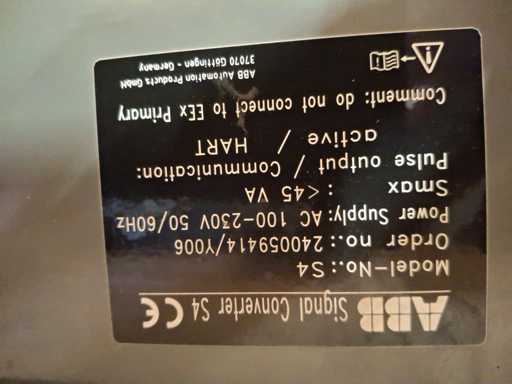 ABB Signal Converter S4 CE
Model-No.: S4
Order no.: 240059414/Y006
Power Supply: AC 100-230V 50/60Hz
Smax : <45 VA
Pulse output / Communication:
active / HART
Comment: do not connect to EEx Primary
ABB Automation Products GmbH
37070 Göttingen - Germany